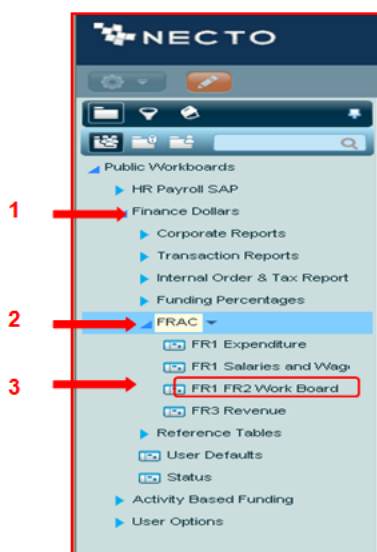 NECTO
Public Workboards
HR Payroll SAP
1
Finance Dollars
Corporate Reports
Transaction Reports
Internal Order & Tax Report
Funding Percentages
2
FRAC
FR1 Expenditure
FR1 Salaries and Wag
3
FR1 FR2 Work Board
FR3 Revenue
Reference Tables
User Defaults
Status
Activity Based Funding
User Options